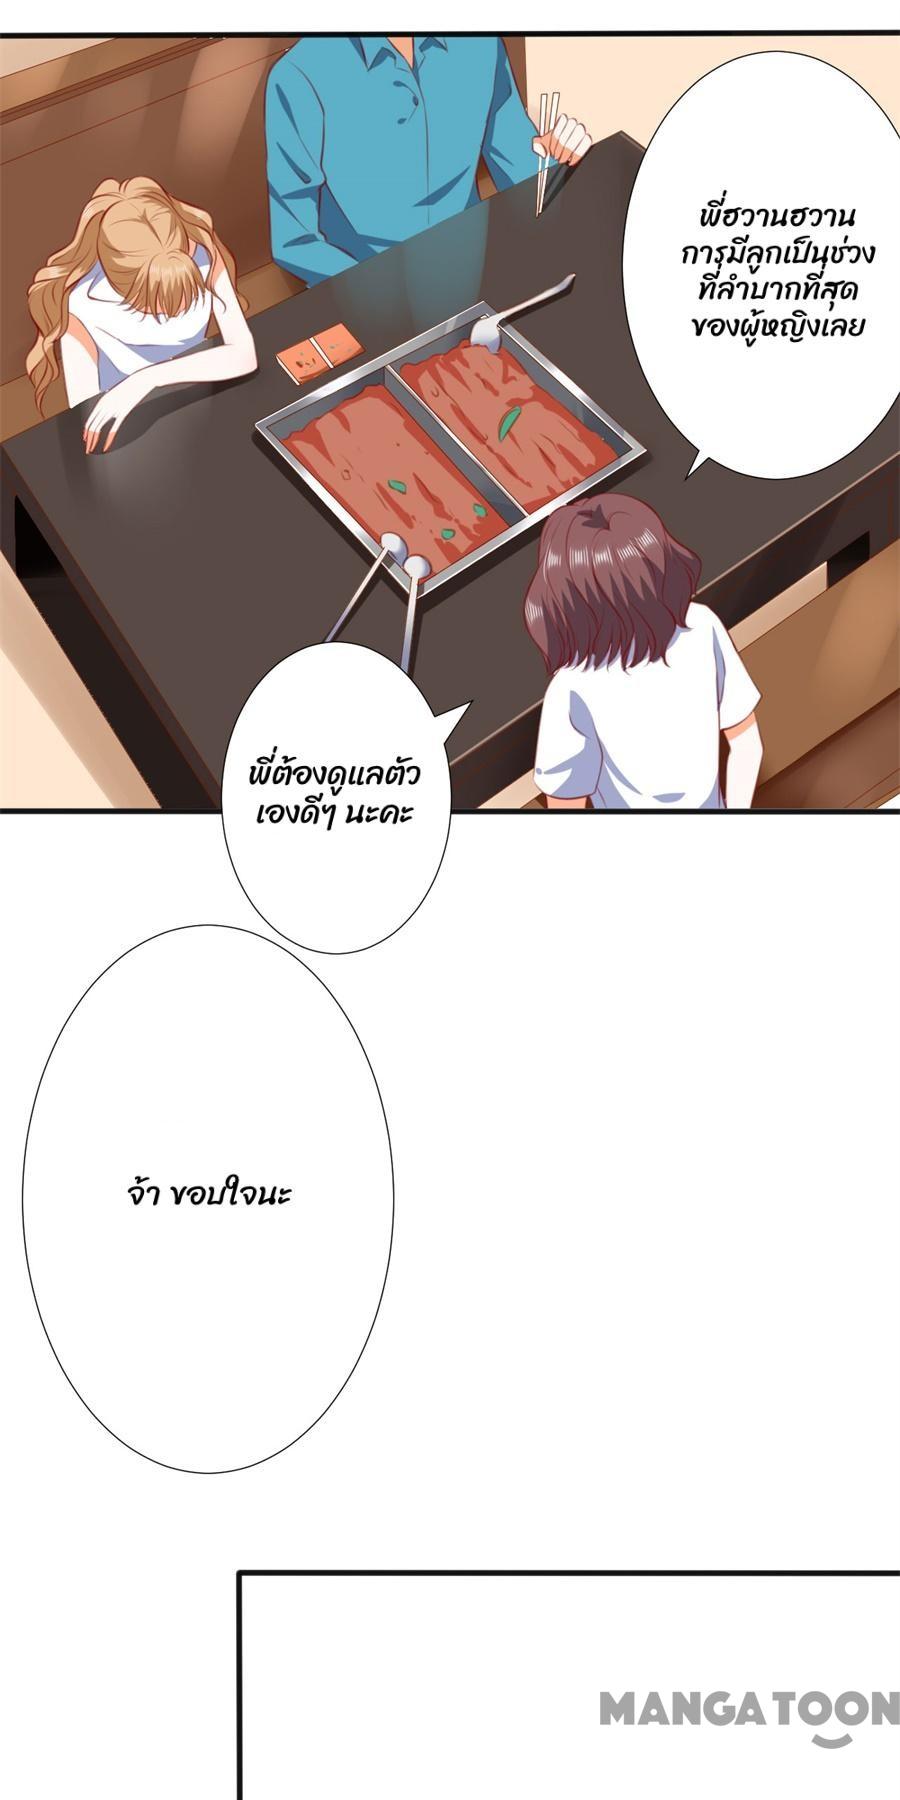 พี่ฮวานฮวาน
การมีลูกเป็นช่วง
ที่ลำบากที่สุด
ของผู้หญิงเลย
พี่ต้องดูแลตัว
เองดีๆ นะคะ
จ้า ขอบใจนะ
MANGA TOON